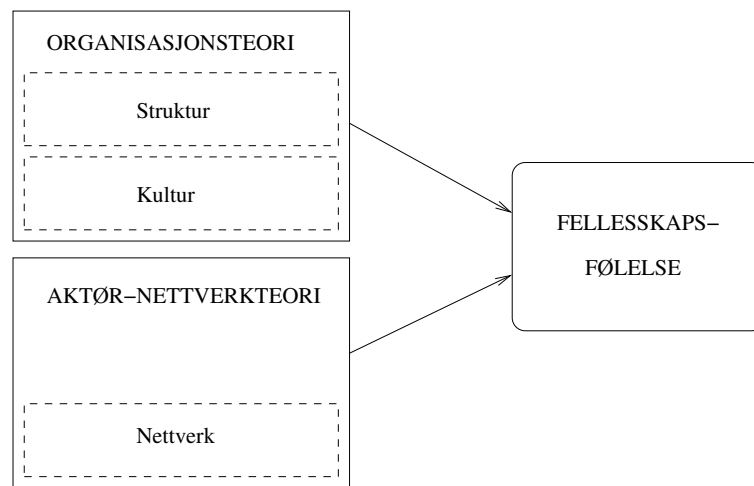 ORGANISASJONSTEORI
Struktur
Kultur
AKTØR−NETTVERKTEORI
Nettverk
FELLESSKAPS−
FØLELSE